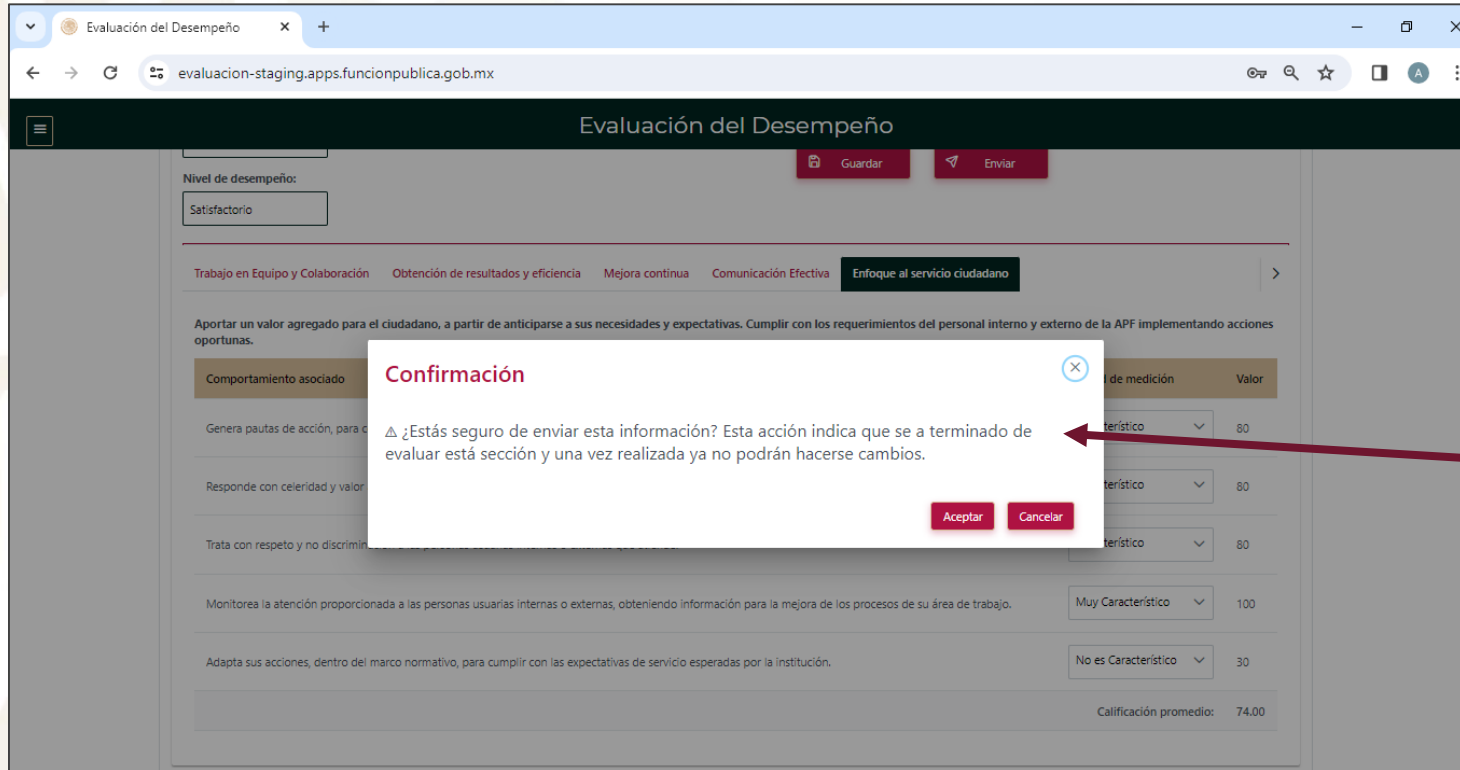 Evaluación del Desempeño
evaluacion-staging.apps.funcionpublica.gob.mx
A
Evaluación del Desempeño
Guardar
Enviar
Nivel de desempeño:
Satisfactorio
Trabajo en Equipo y Colaboración
Obtención de resultados y eficiencia
Mejora continua
Comunicación Efectiva
Enfoque al servicio ciudadano
Aportar un valor agregado para el ciudadano, a partir de anticiparse a sus necesidades y expectativas. Cumplir con los requerimientos del personal interno y externo de la APF implementando acciones
oportunas.
Comportamiento asociado
de medición
Valor
Confirmación
⚠ ¿Estás seguro de enviar esta información? Esta acción indica que se a terminado de
evaluar está sección y una vez realizada ya no podrán hacerse cambios.
Aceptar
Cancelar
Genera pautas de acción, para
80
Responde con celeridad y valor
80
Trata con respeto y no
80
Monitorea la atención proporcionada a las personas usuarias internas o externas, obteniendo información para la mejora de los procesos de su área de trabajo.
Muy Característico
100
Adapta sus acciones, dentro del marco normativo, para cumplir con las expectativas de servicio esperadas por la institución.
No es Característico
30
Calificación promedio: 74.00